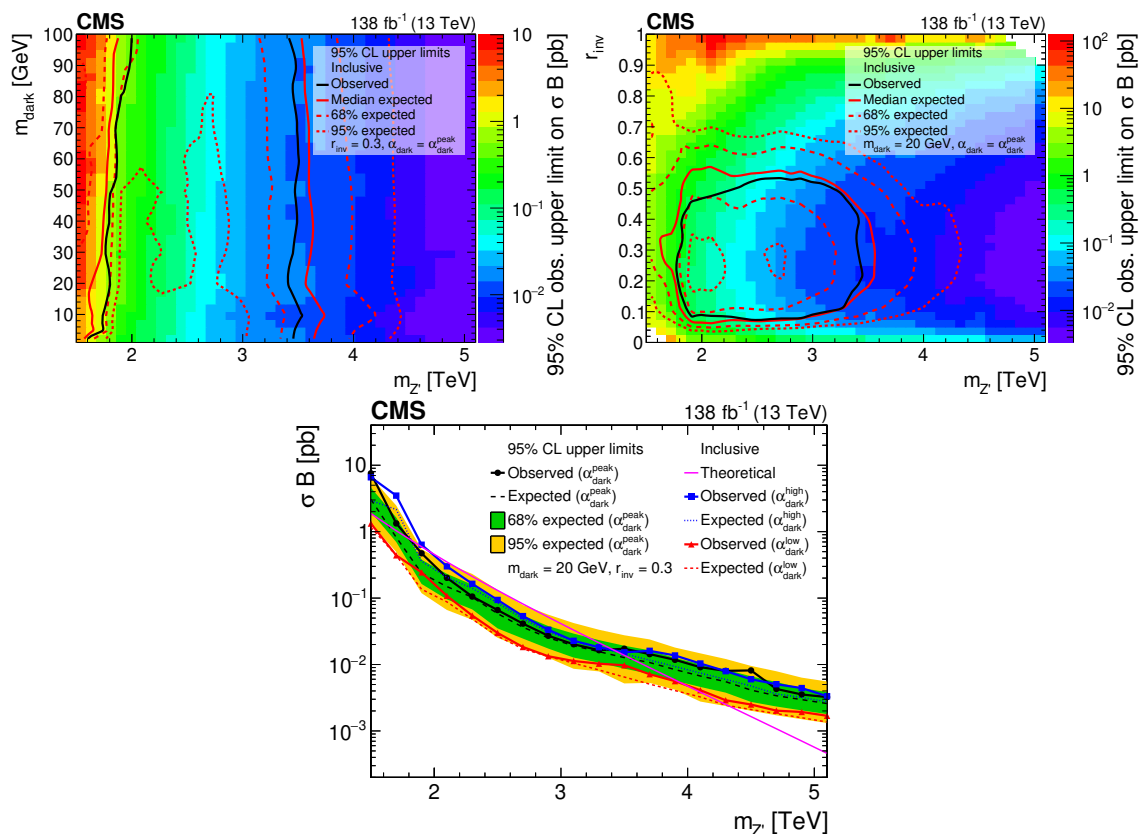 CMS
138 fb⁻¹ (13 TeV)
m_dark [GeV]
100
90
80
70
60
50
40
30
20
10
95% CL upper limits
Inclusive
Observed
Median expected
68% expected
95% expected
r_inv = 0.3, α_dark = α_dark^peak
2
3
4
5
m_Z' [TeV]
10
1
10⁻¹
10⁻²
95% CL obs. upper limit on σ B [pb]
CMS
138 fb⁻¹ (13 TeV)
r_inv
1
0.9
0.8
0.7
0.6
0.5
0.4
0.3
0.2
0.1
0
95% CL upper limits
Inclusive
Observed
Median expected
68% expected
95% expected
m_dark = 20 GeV, α_dark = α_dark^peak
2
3
4
5
m_Z' [TeV]
10²
10
1
10⁻¹
10⁻²
95% CL obs. upper limit on σ B [pb]
CMS
138 fb⁻¹ (13 TeV)
σ B [pb]
10
1
10⁻¹
10⁻²
10⁻³
95% CL upper limits
Observed (α_dark^peak)
Expected (α_dark^peak)
68% expected (α_dark^peak)
95% expected (α_dark^peak)
m_dark = 20 GeV, r_inv = 0.3
Inclusive
Theoretical
Observed (α_dark^high)
Expected (α_dark^high)
Observed (α_dark^low)
Expected (α_dark^low)
2
3
4
5
m_Z' [TeV]